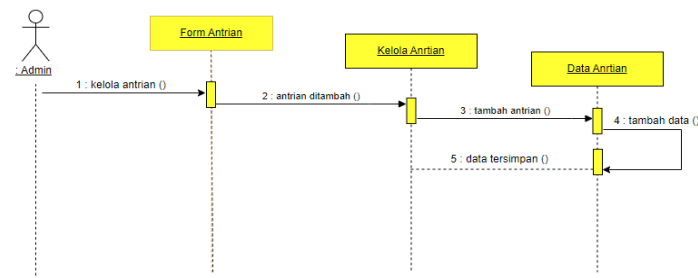 Form Antrian
Kelola Anrtian
Data Anrtian
: Admin
1 : kelola antrian ()
2 : antrian ditambah ()
3 : tambah antrian ()
4 : tambah data ()
5 : data tersimpan ()